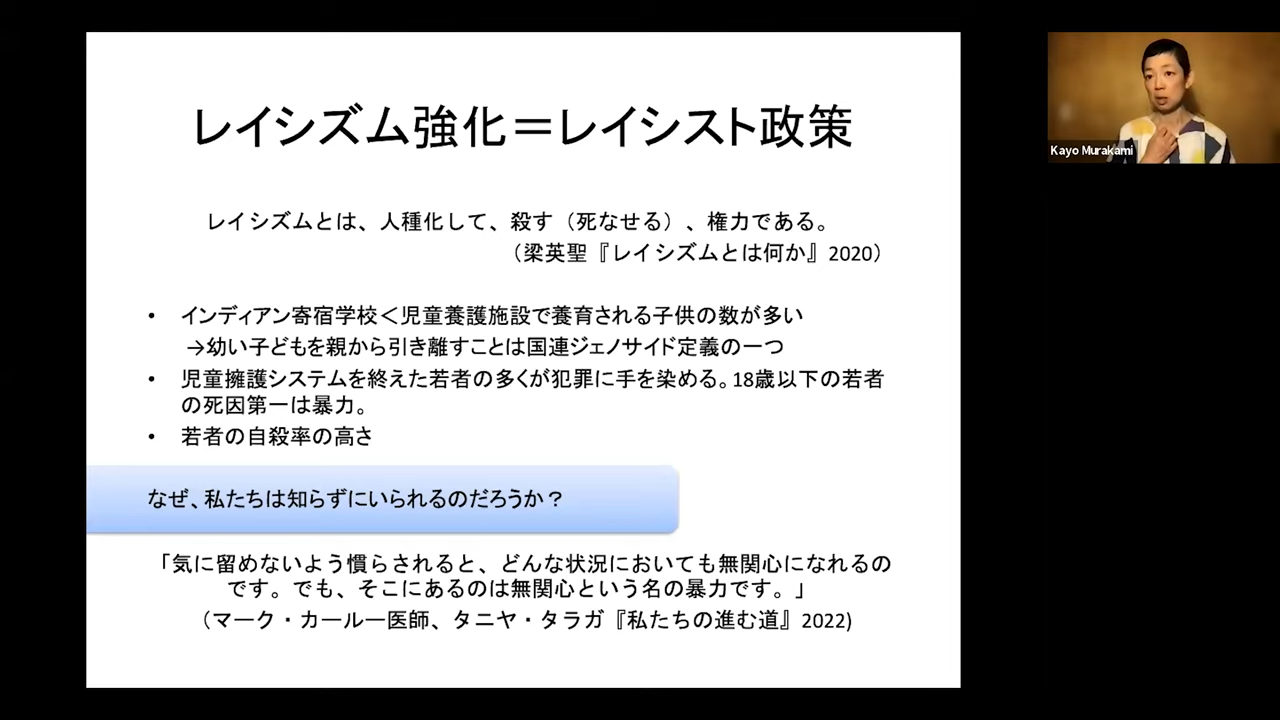 レイシズム強化＝レイシスト政策
レイシズムとは、人種化して、殺す（死なせる）、権力である。
（梁英聖『レイシズムとは何か』2020）
• インディアン寄宿学校＜児童養護施設で養育される子供の数が多い
→幼い子どもを親から引き離すことは国連ジェノサイド定義の一つ
• 児童擁護システムを終えた若者の多くが犯罪に手を染める。18歳以下の若者
の死因第一は暴力。
• 若者の自殺率の高さ
なぜ、私たちは知らずにいられるのだろうか？
「気に留めないよう慣らされると、どんな状況においても無関心になれるの
です。でも、そこにあるのは無関心という名の暴力です。」
（マーク・カールー医師、タニヤ・タラガ『私たちの進む道』2022)
Kayo Murakami